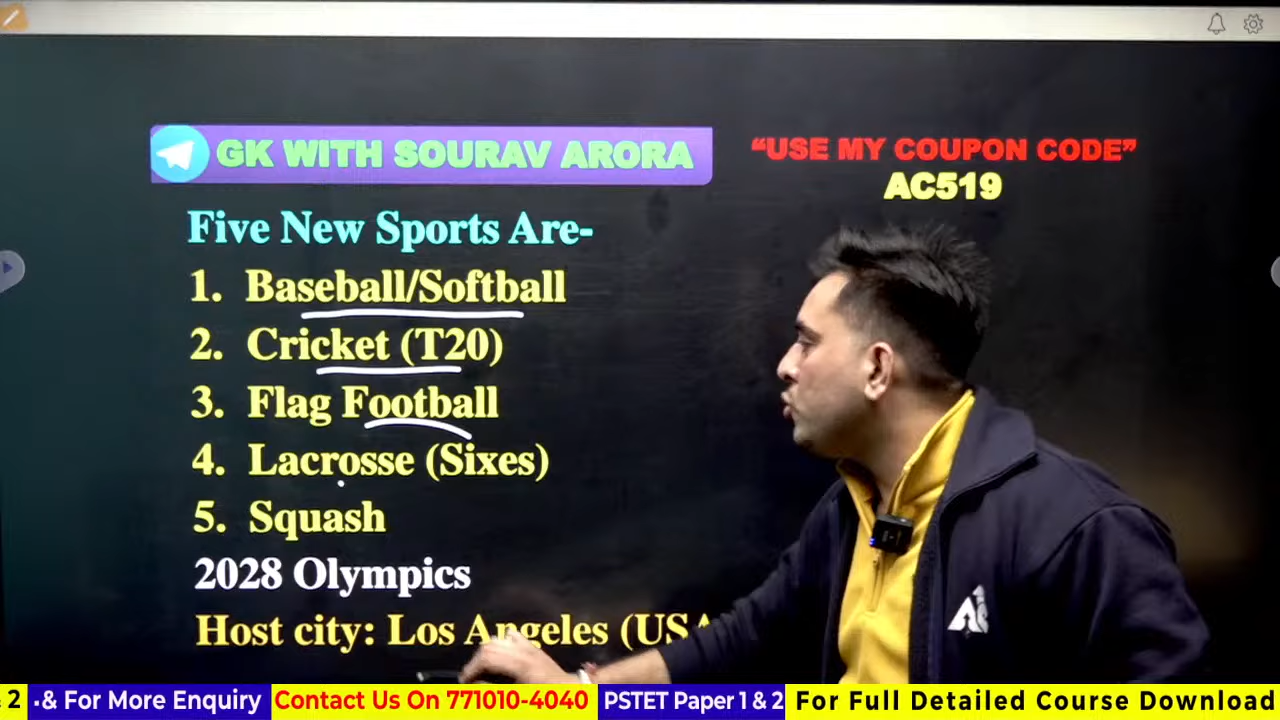 GK WITH SOURAV ARORA
"USE MY COUPON CODE"
AC519
Five New Sports Are-
1. Baseball/Softball
2. Cricket (T20)
3. Flag Football
4. Lacrosse (Sixes)
5. Squash
2028 Olympics
Host city: Los Angeles (USA
2 .& For More Enquiry Contact Us On 771010-4040 PSTET Paper 1 & 2 For Full Detailed Course Download